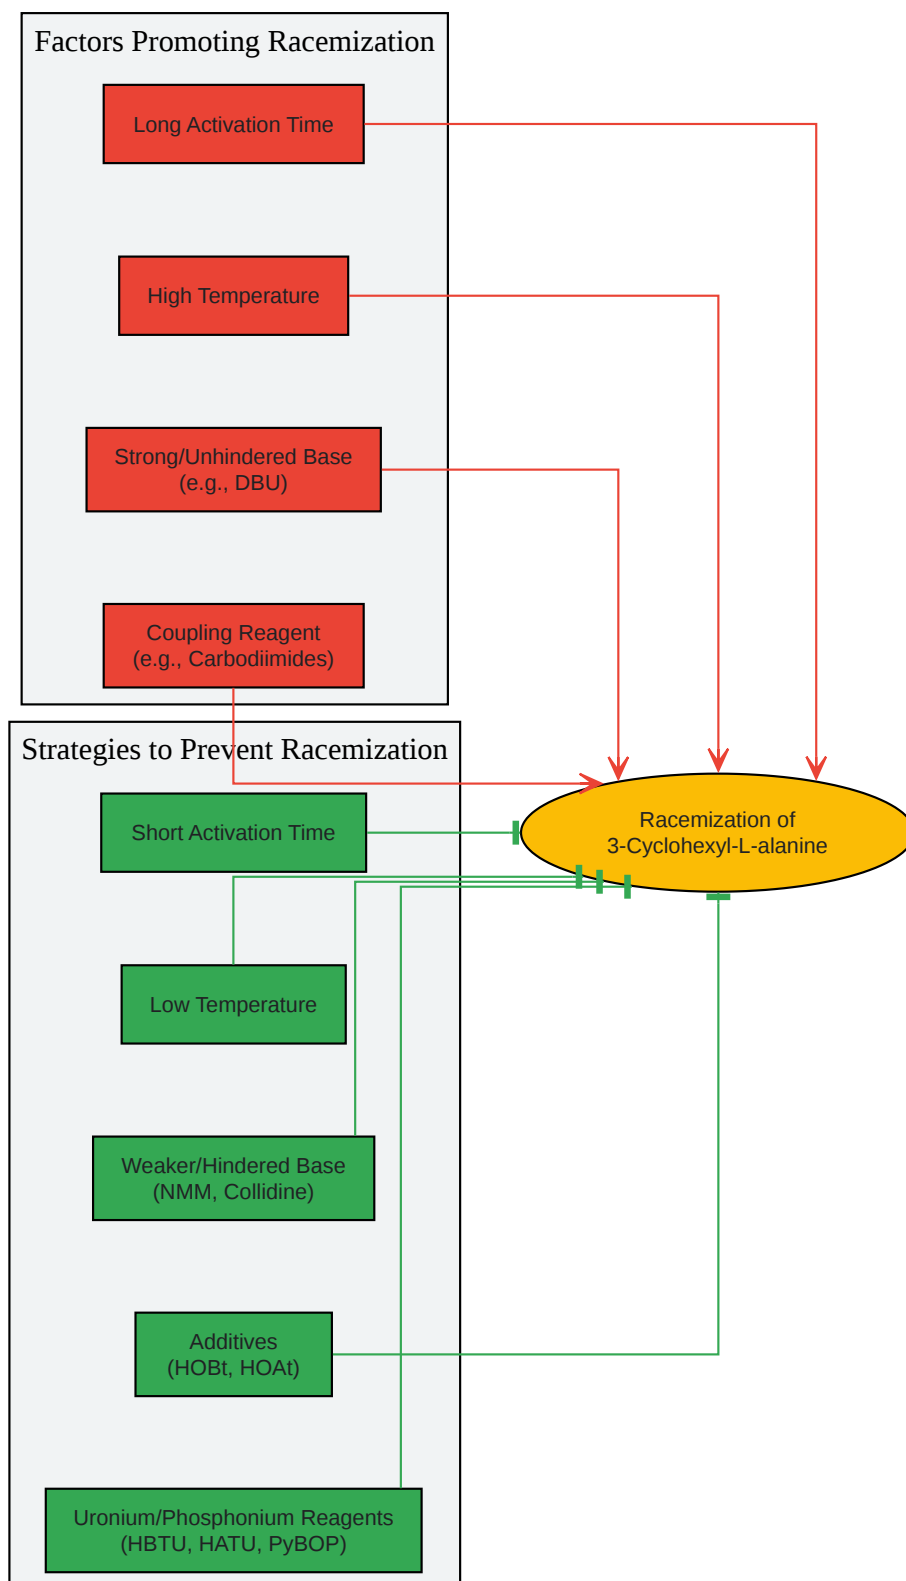 Factors Promoting Racemization
Long Activation Time
High Temperature
Strong/Unhindered Base
(e.g., DBU)
Coupling Reagent
(e.g., Carbodiimides)
Strategies to Prevent Racemization
Short Activation Time
Racemization of
3-Cyclohexyl-L-alanine
Low Temperature
Weaker/Hindered Base
(NMM, Collidine)
Additives
(HOBt, HOAt)
Uronium/Phosphonium Reagents
(HBTU, HATU, PyBOP)